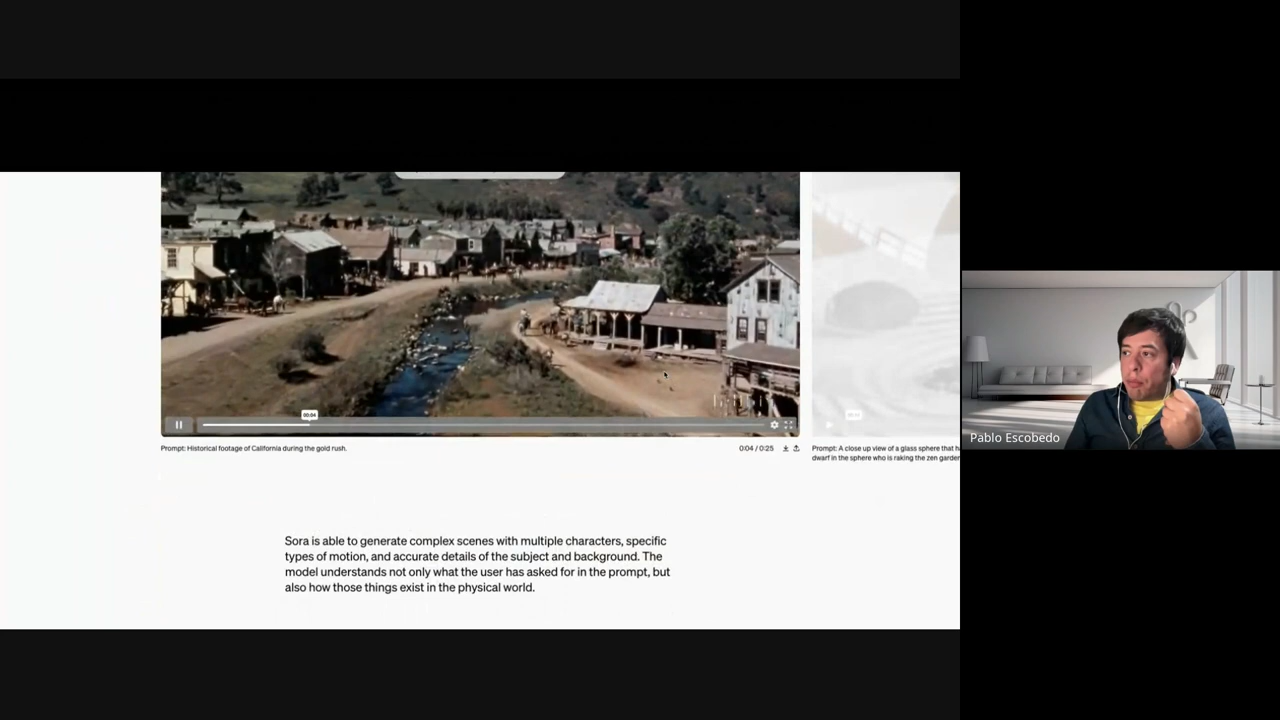 00:04
Prompt: Historical footage of California during the gold rush.
0:04 / 0:25
Prompt: A close up view of a glass sphere that h
dwarf in the sphere who is raking the zen garden
Sora is able to generate complex scenes with multiple characters, specific
types of motion, and accurate details of the subject and background. The
model understands not only what the user has asked for in the prompt, but
also how those things exist in the physical world.
Pablo Escobedo